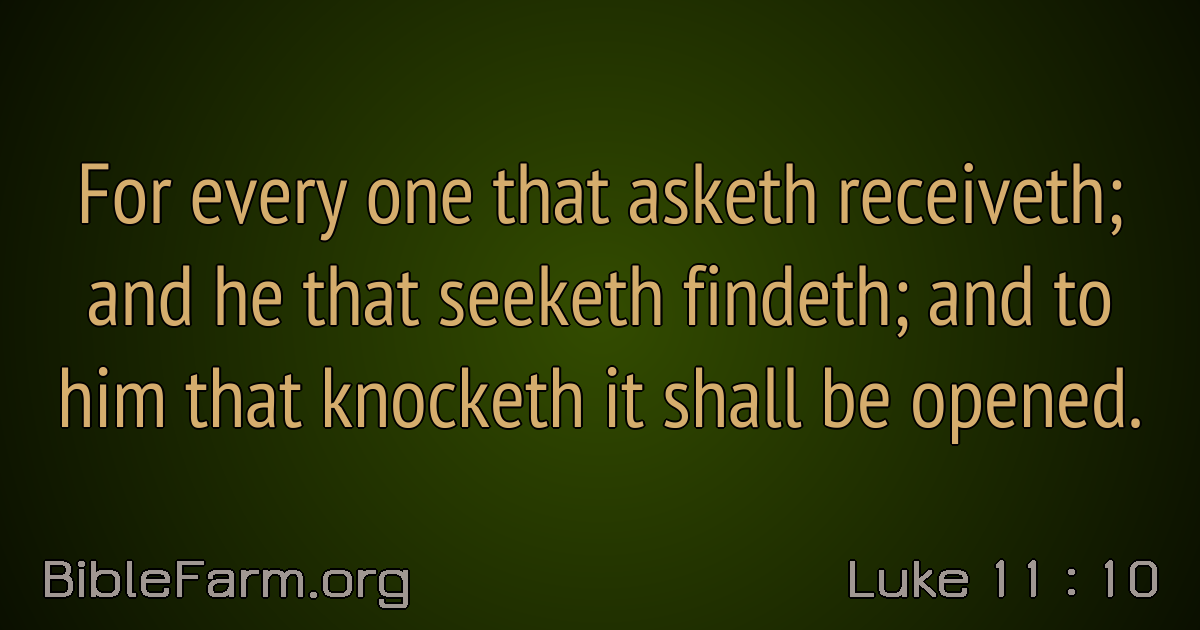 For every one that asketh receiveth;
and he that seeketh findeth; and to
him that knocketh it shall be opened.
BibleFarm.org
Luke 11 : 10